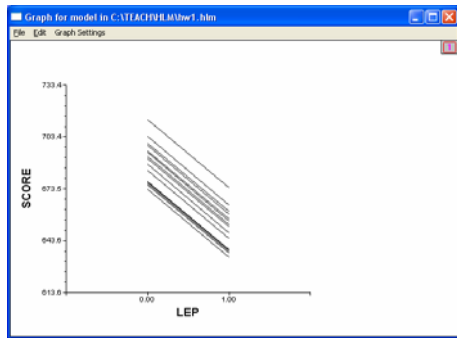 Graph for model in C:\TEACH\HLM\hw1.hlm
File Edit Graph Settings
1
733.4
703.4
673.5
643.6
613.6
SCORE
0.00 1.00
LEP